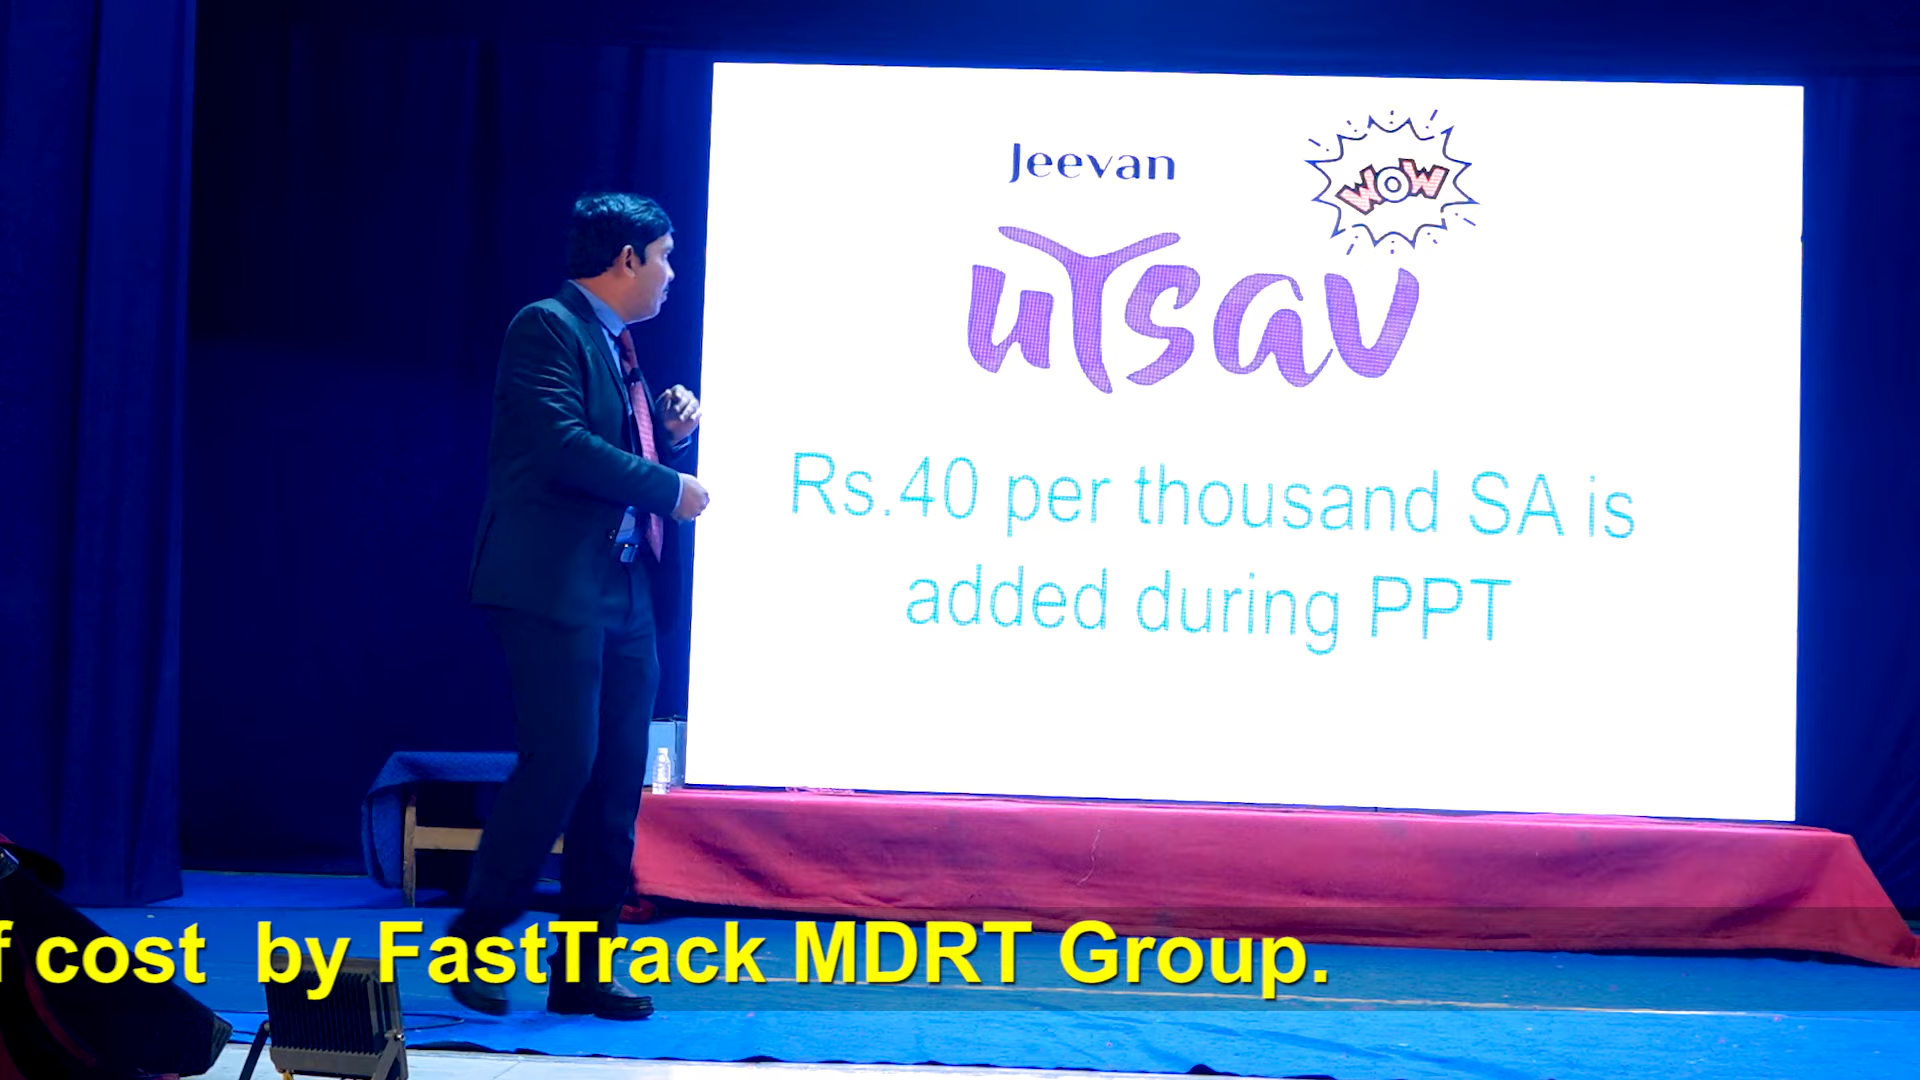 Jeevan
WOW
UTSAV
Rs.40 per thousand SA is
added during PPT
cost by FastTrack MDRT Group.